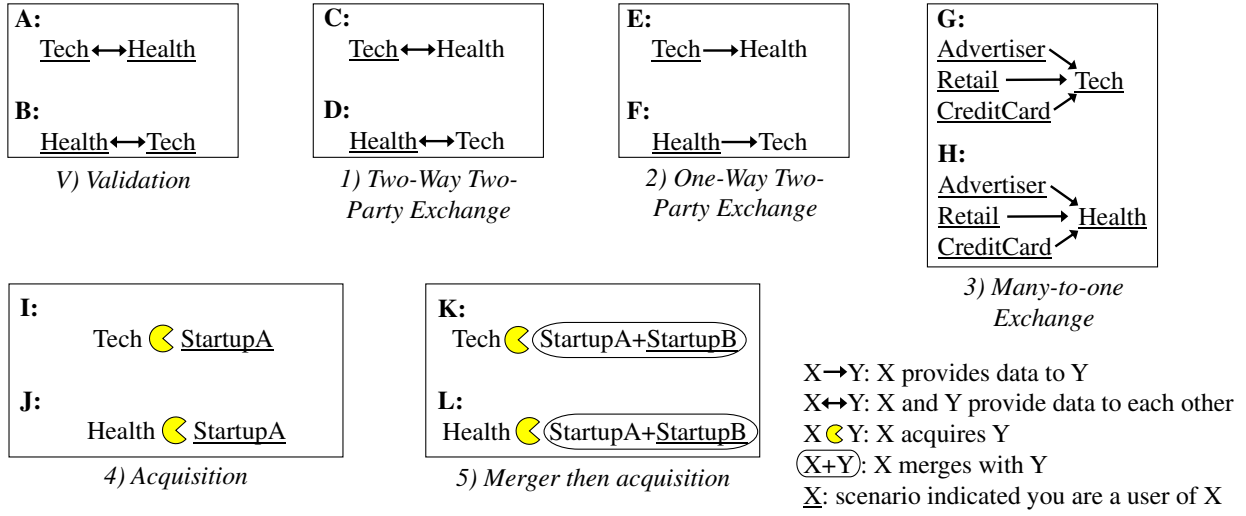 A:
Tech↔Health
B:
Health↔Tech
V) Validation
C:
Tech↔Health
D:
Health↔Tech
1) Two-Way Two-
Party Exchange
E:
Tech→Health
F:
Health→Tech
2) One-Way Two-
Party Exchange
G:
Advertiser
Retail → Tech
CreditCard
H:
Advertiser
Retail → Health
CreditCard
3) Many-to-one
Exchange
I:
Tech StartupA
J:
Health StartupA
4) Acquisition
K:
Tech StartupA+StartupB
L:
Health StartupA+StartupB
5) Merger then acquisition
X→Y: X provides data to Y
X↔Y: X and Y provide data to each other
X Y: X acquires Y
X+Y: X merges with Y
X: scenario indicated you are a user of X